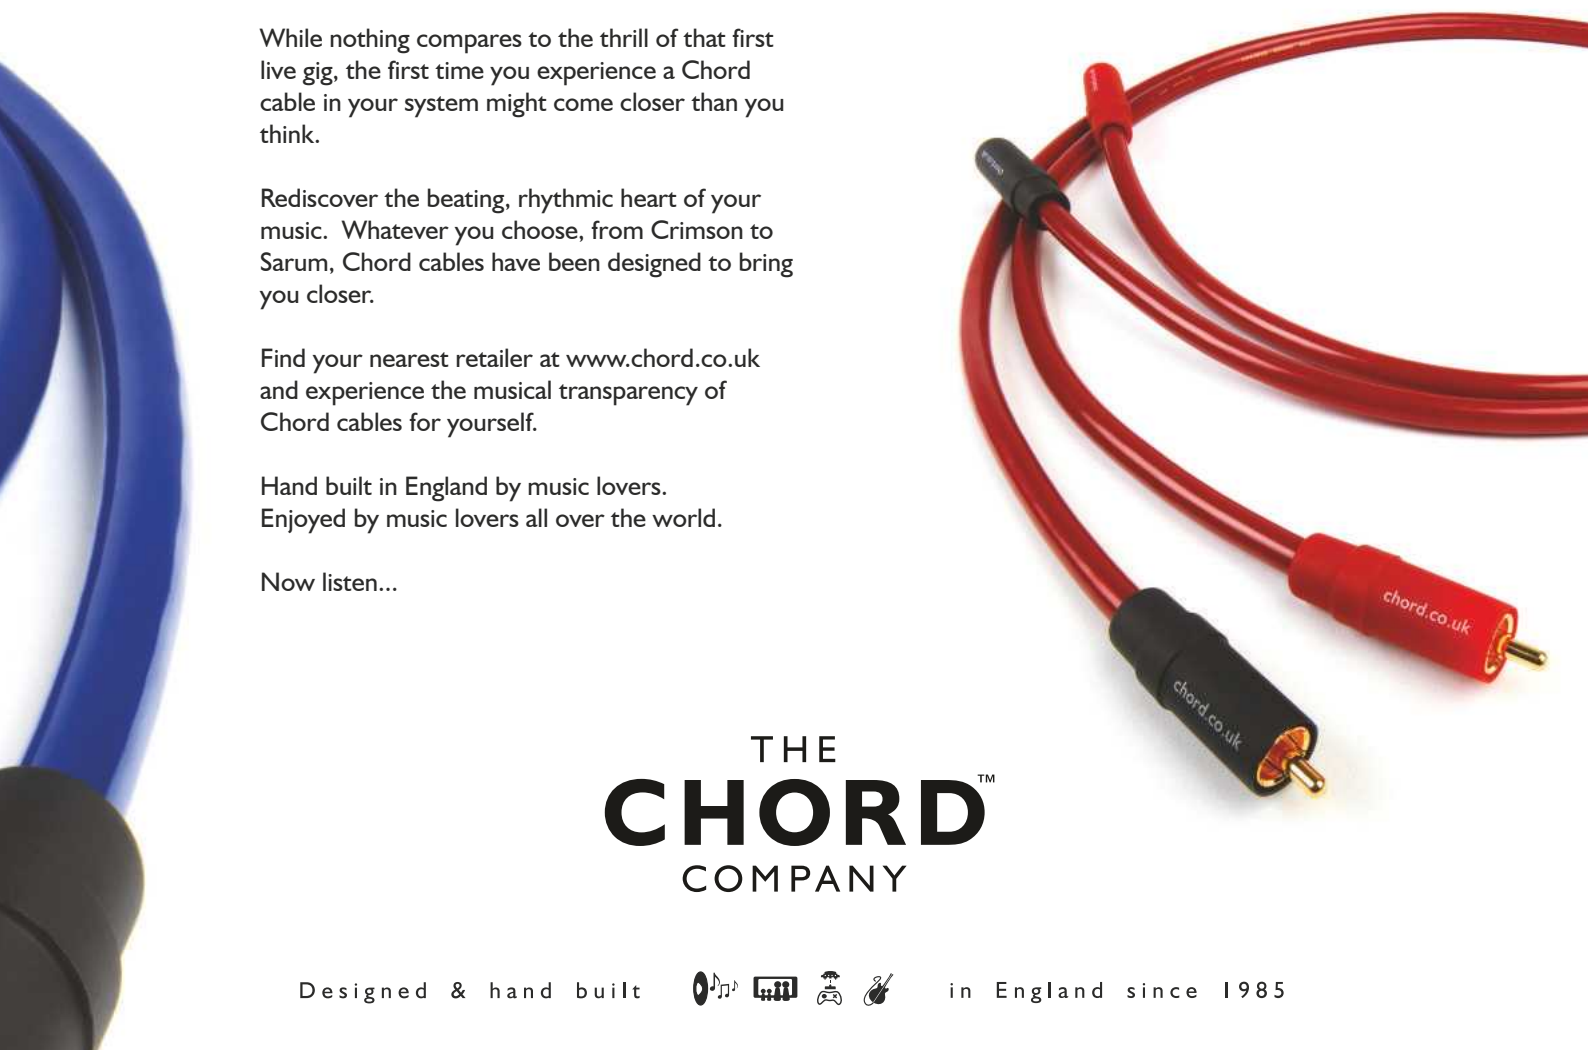 While nothing compares to the thrill of that first
live gig, the first time you experience a Chord
cable in your system might come closer than you
think.
Rediscover the beating, rhythmic heart of your
music.  Whatever you choose, from Crimson to
Sarum, Chord cables have been designed to bring
you closer.
Find your nearest retailer at www.chord.co.uk
and experience the musical transparency of
Chord cables for yourself.
Hand built in England by music lovers.
Enjoyed by music lovers all over the world.
Now listen...
chord.co.uk
chord.co.uk
THE
CHORD™
COMPANY
Designed & hand built in England since 1985